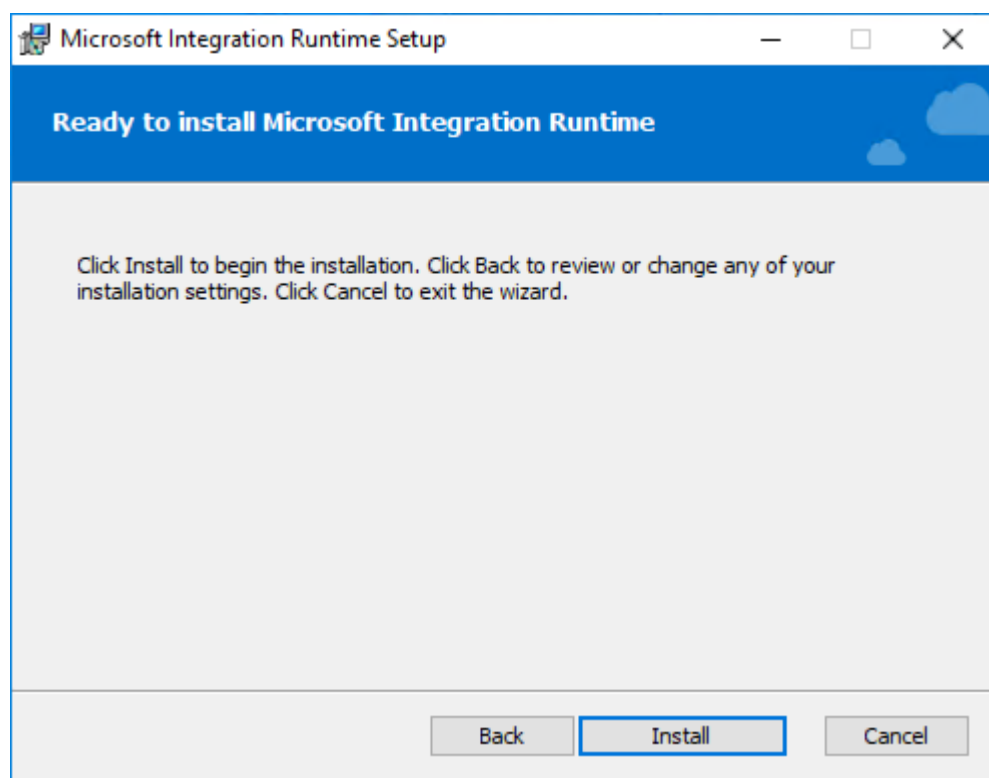 Microsoft Integration Runtime Setup
Ready to install Microsoft Integration Runtime
Click Install to begin the installation. Click Back to review or change any of your
installation settings. Click Cancel to exit the wizard.
Back
Install
Cancel